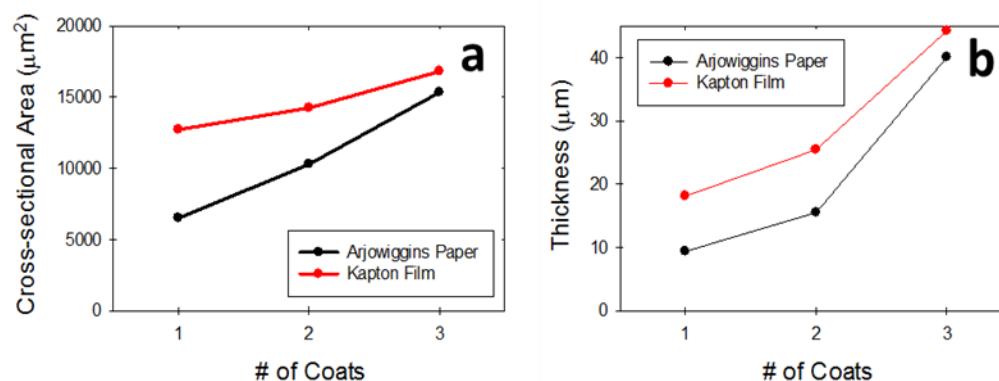 a
Cross-sectional Area (μm²)
20000
15000
10000
5000
0
Arjowiggins Paper
Kapton Film
1 2 3
# of Coats
b
Thickness (μm)
40
30
20
10
0
Arjowiggins Paper
Kapton Film
1 2 3
# of Coats